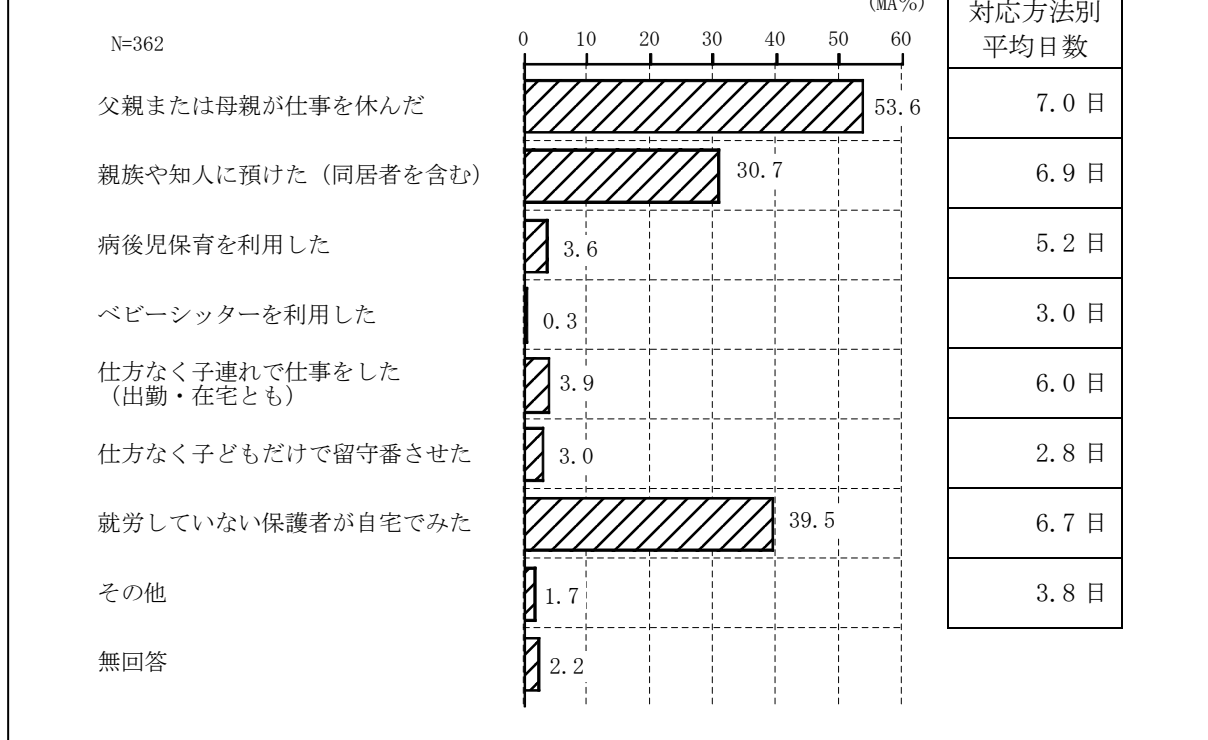 (MA%)
対応方法別
平均日数
N=362
0 10 20 30 40 50 60
父親または母親が仕事を休んだ 53.6 7.0 日
親族や知人に預けた（同居者を含む） 30.7 6.9 日
病後児保育を利用した 3.6 5.2 日
ベビーシッターを利用した 0.3 3.0 日
仕方なく子連れで仕事をした
（出勤・在宅とも） 3.9 6.0 日
仕方なく子どもだけで留守番させた 3.0 2.8 日
就労していない保護者が自宅でみた 39.5 6.7 日
その他 1.7 3.8 日
無回答 2.2